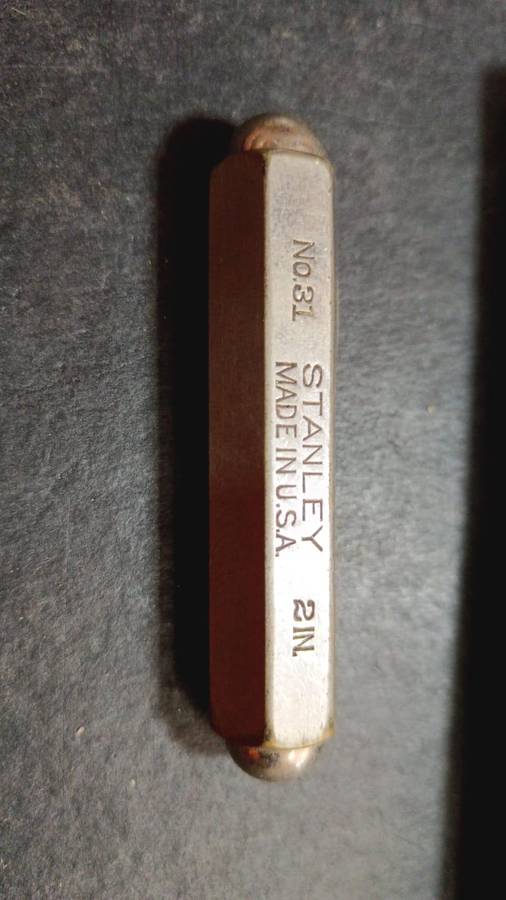 No.31
STANLEY
MADE IN U.S.A.
2 IN.